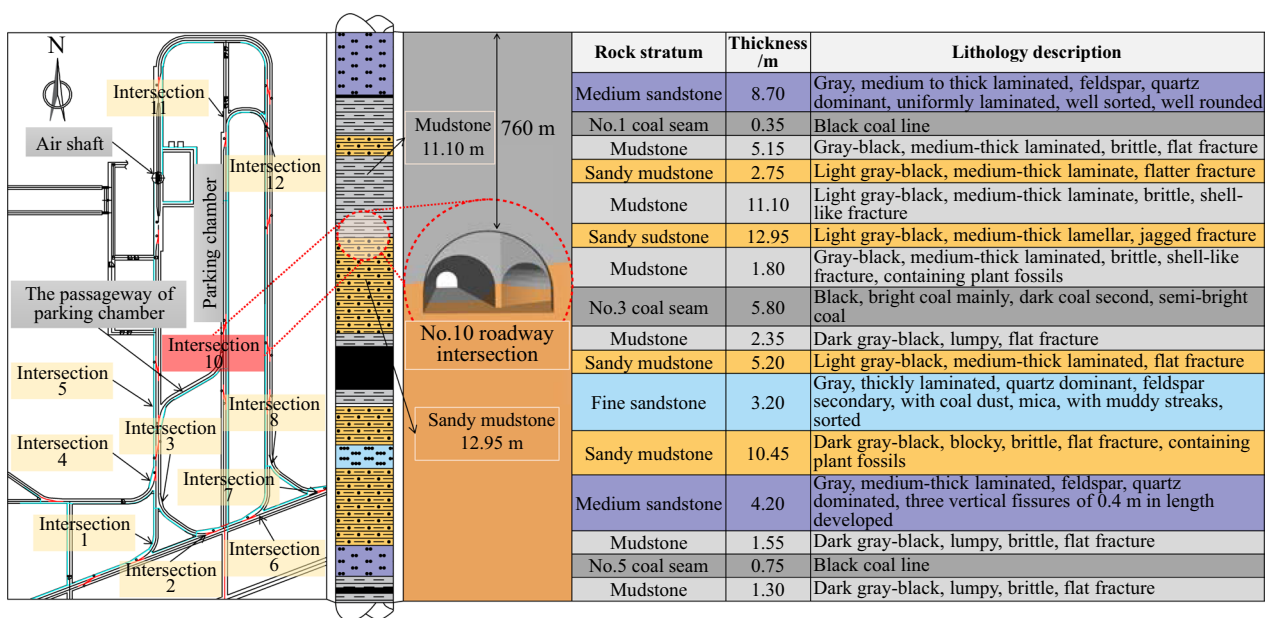 N
Intersection
11
Air shaft
Intersection
12
Parking chamber
The passageway of
parking chamber
Intersection
10
Intersection
5
Intersection
3
Intersection
8
Intersection
4
Intersection
7
Intersection
1
Intersection
2
Intersection
6
Mudstone
11.10 m
760 m
No.10 roadway
intersection
Sandy mudstone
12.95 m
Rock stratum Thickness Lithology description
/m
Medium sandstone 8.70 Gray, medium to thick laminated, feldspar, quartz
dominant, uniformly laminated, well sorted, well rounded
No.1 coal seam 0.35 Black coal line
Mudstone 5.15 Gray-black, medium-thick laminated, brittle, flat fracture
Sandy mudstone 2.75 Light gray-black, medium-thick laminate, flatter fracture
Mudstone 11.10 Light gray-black, medium-thick laminate, brittle, shell-
like fracture
Sandy sudstone 12.95 Light gray-black, medium-thick lamellar, jagged fracture
Mudstone 1.80 Gray-black, medium-thick laminated, brittle, shell-like
fracture, containing plant fossils
No.3 coal seam 5.80 Black, bright coal mainly, dark coal second, semi-bright
coal
Mudstone 2.35 Dark gray-black, lumpy, flat fracture
Sandy mudstone 5.20 Light gray-black, medium-thick laminated, flat fracture
Fine sandstone 3.20 Gray, thickly laminated, quartz dominant, feldspar
secondary, with coal dust, mica, with muddy streaks,
sorted
Sandy mudstone 10.45 Dark gray-black, blocky, brittle, flat fracture, containing
plant fossils
Medium sandstone 4.20 Gray, medium-thick laminated, feldspar, quartz
dominated, three vertical fissures of 0.4 m in length
developed
Mudstone 1.55 Dark gray-black, lumpy, brittle, flat fracture
No.5 coal seam 0.75 Black coal line
Mudstone 1.30 Dark gray-black, lumpy, brittle, flat fracture